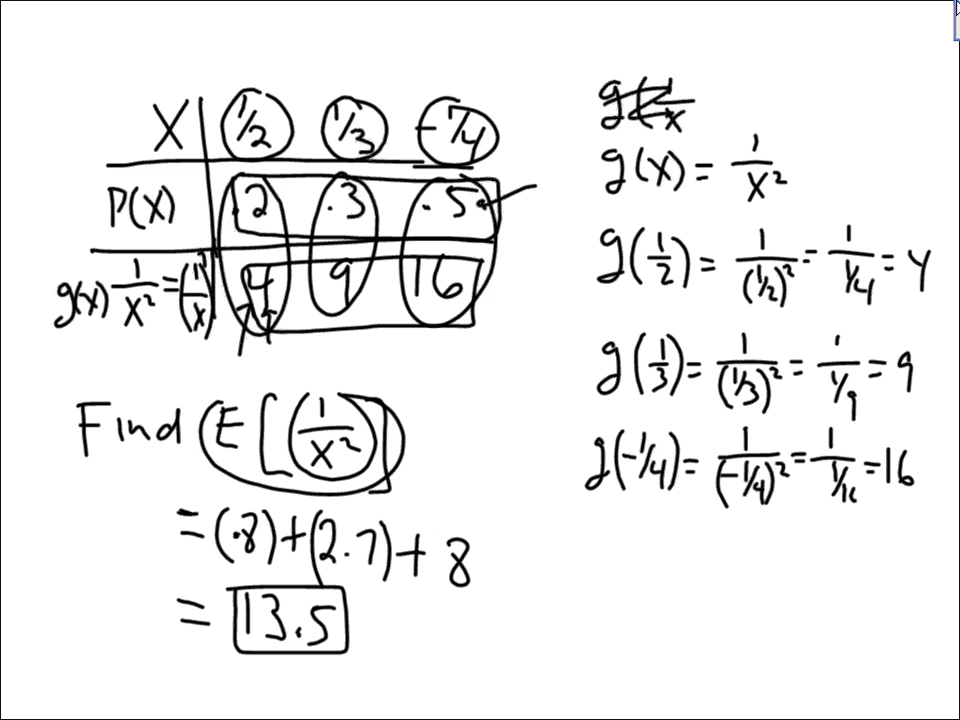 X 1/2 1/3 -1/4
P(X) .2 .3 .5
g(x) 1/x² = (1/x)² 4 9 16
Find E[(1/x²)]
= (.8) + (2.7) + 8
= 13.5
g(x) = 1/x²
g(1/2) = 1/(1/2)² = 1/1/4 = 4
g(1/3) = 1/(1/3)² = 1/1/9 = 9
g(-1/4) = 1/(-1/4)² = 1/1/16 = 16